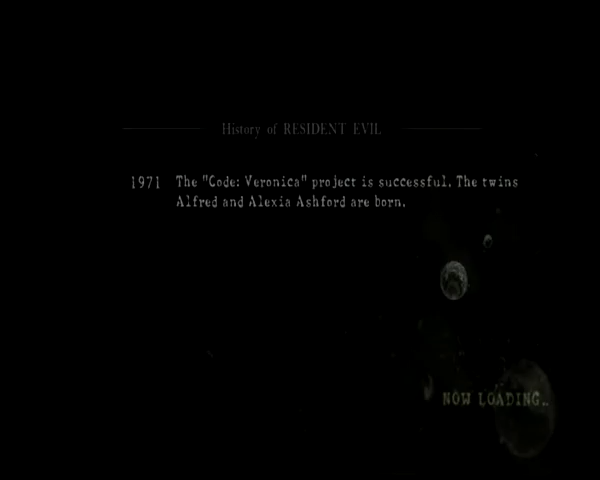 History of RESIDENT EVIL
1971 The "Code: Veronica" project is successful. The twins
Alfred and Alexia Ashford are born.
NOW LOADING..